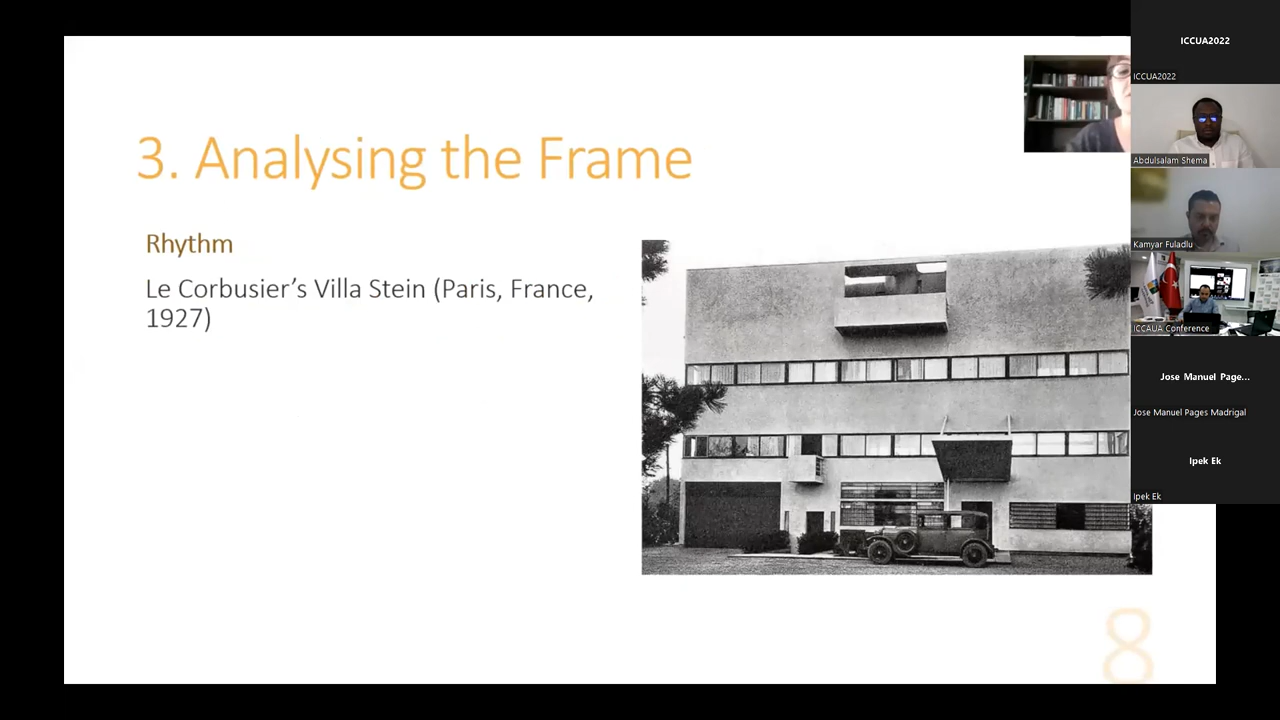 3. Analysing the Frame
Rhythm
Le Corbusier’s Villa Stein (Paris, France,
1927)
8
ICCUA2022
ICCUA2022
Abdulsalam Shema
Kamyar Fuladlu
ICCAUA Conference
Jose Manuel Page...
Jose Manuel Pages Madrigal
Ipek Ek
Ipek Ek